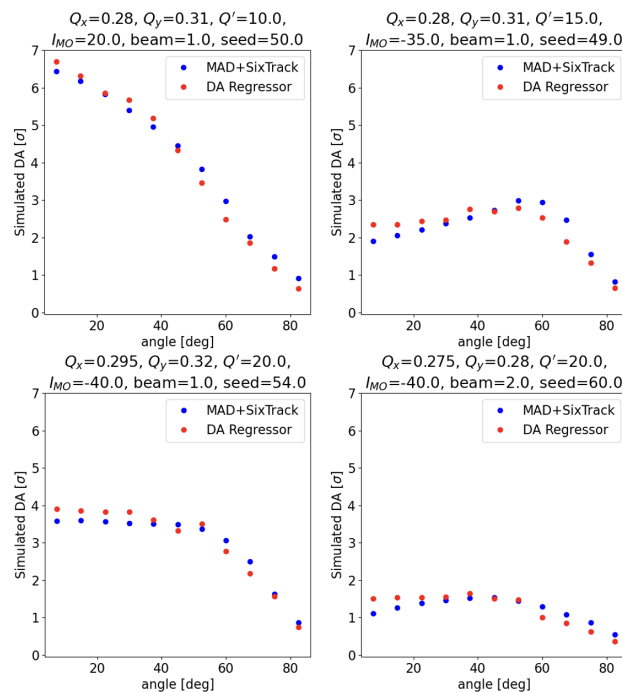 Qx=0.28, Qy=0.31, Q'=10.0,
IMO=20.0, beam=1.0, seed=50.0
7
6
5
4
3
2
1
0
Simulated DA [σ]
MAD+SixTrack
DA Regressor
20 40 60 80
angle [deg]
Qx=0.28, Qy=0.31, Q'=15.0,
IMO=-35.0, beam=1.0, seed=49.0
7
6
5
4
3
2
1
0
Simulated DA [σ]
MAD+SixTrack
DA Regressor
20 40 60 80
angle [deg]
Qx=0.295, Qy=0.32, Q'=20.0,
IMO=-40.0, beam=1.0, seed=54.0
7
6
5
4
3
2
1
0
Simulated DA [σ]
MAD+SixTrack
DA Regressor
20 40 60 80
angle [deg]
Qx=0.275, Qy=0.28, Q'=20.0,
IMO=-40.0, beam=2.0, seed=60.0
7
6
5
4
3
2
1
0
Simulated DA [σ]
MAD+SixTrack
DA Regressor
20 40 60 80
angle [deg]